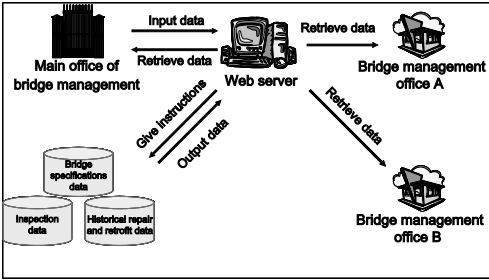 Input data
Retrieve data
Main office of
bridge management
Web server
Retrieve data
Bridge management
office A
Give instructions
Output data
Retrieve data
Bridge
specifications
data
Inspection
data
Historical repair
and retrofit data
Bridge management
office B